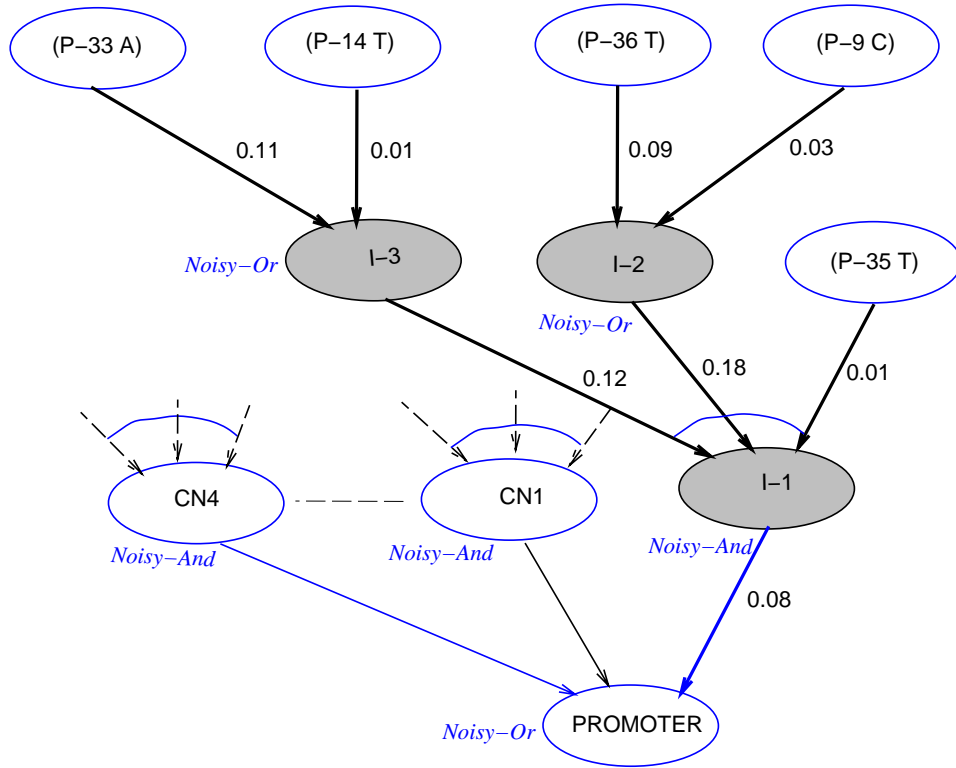 (P−33 A)
(P−14 T)
(P−36 T)
(P−9 C)
0.11
0.01
0.09
0.03
I−3
I−2
(P−35 T)
Noisy−Or
Noisy−Or
0.12
0.18
0.01
CN4
CN1
I−1
Noisy−And
Noisy−And
Noisy−And
0.08
PROMOTER
Noisy−Or